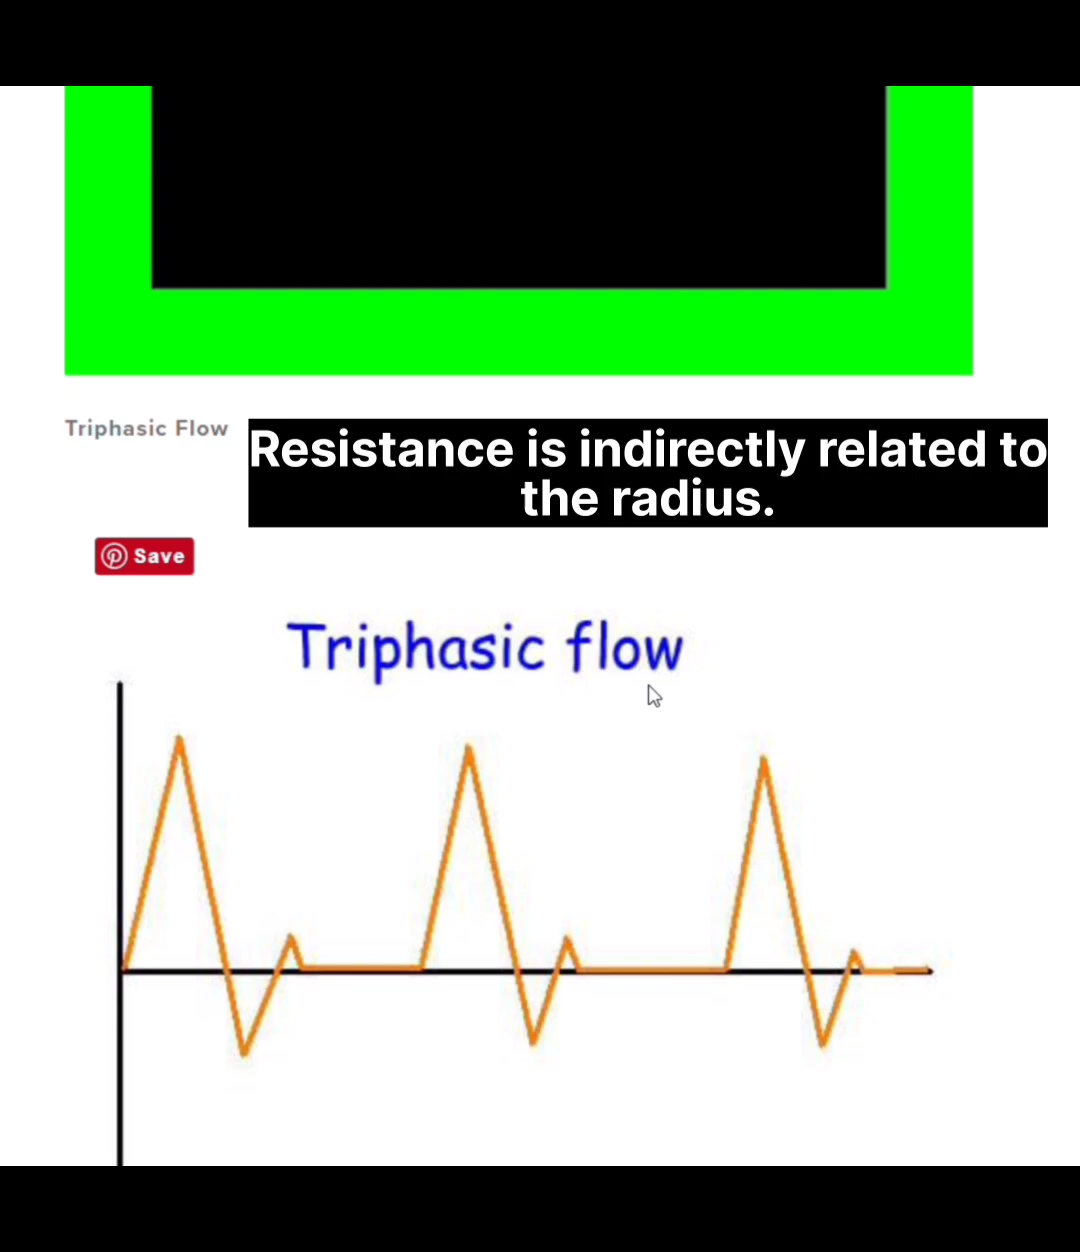 Triphasic Flow
Resistance is indirectly related to
the radius.
Save
Triphasic flow